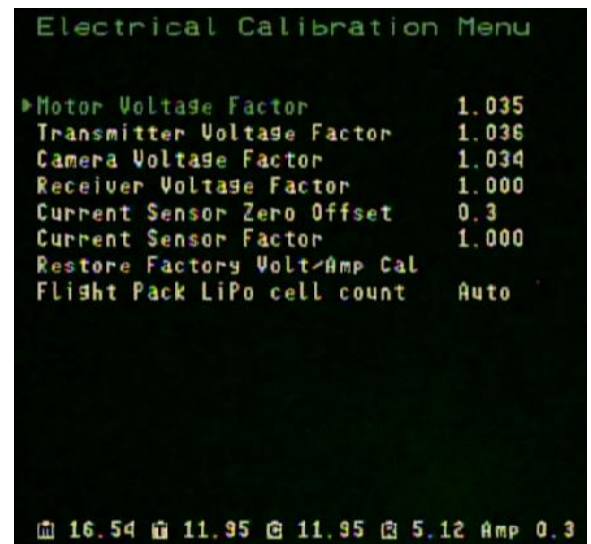 Electrical Calibration Menu
Motor Voltage Factor 1.035
Transmitter Voltage Factor 1.036
Camera Voltage Factor 1.034
Receiver Voltage Factor 1.000
Current Sensor Zero Offset 0.3
Current Sensor Factor 1.000
Restore Factory Volt/Amp Cal
Flight Pack LiPo cell count Auto
m 16.54 T 11.95 C 11.95 R 5.12 Amp 0.3